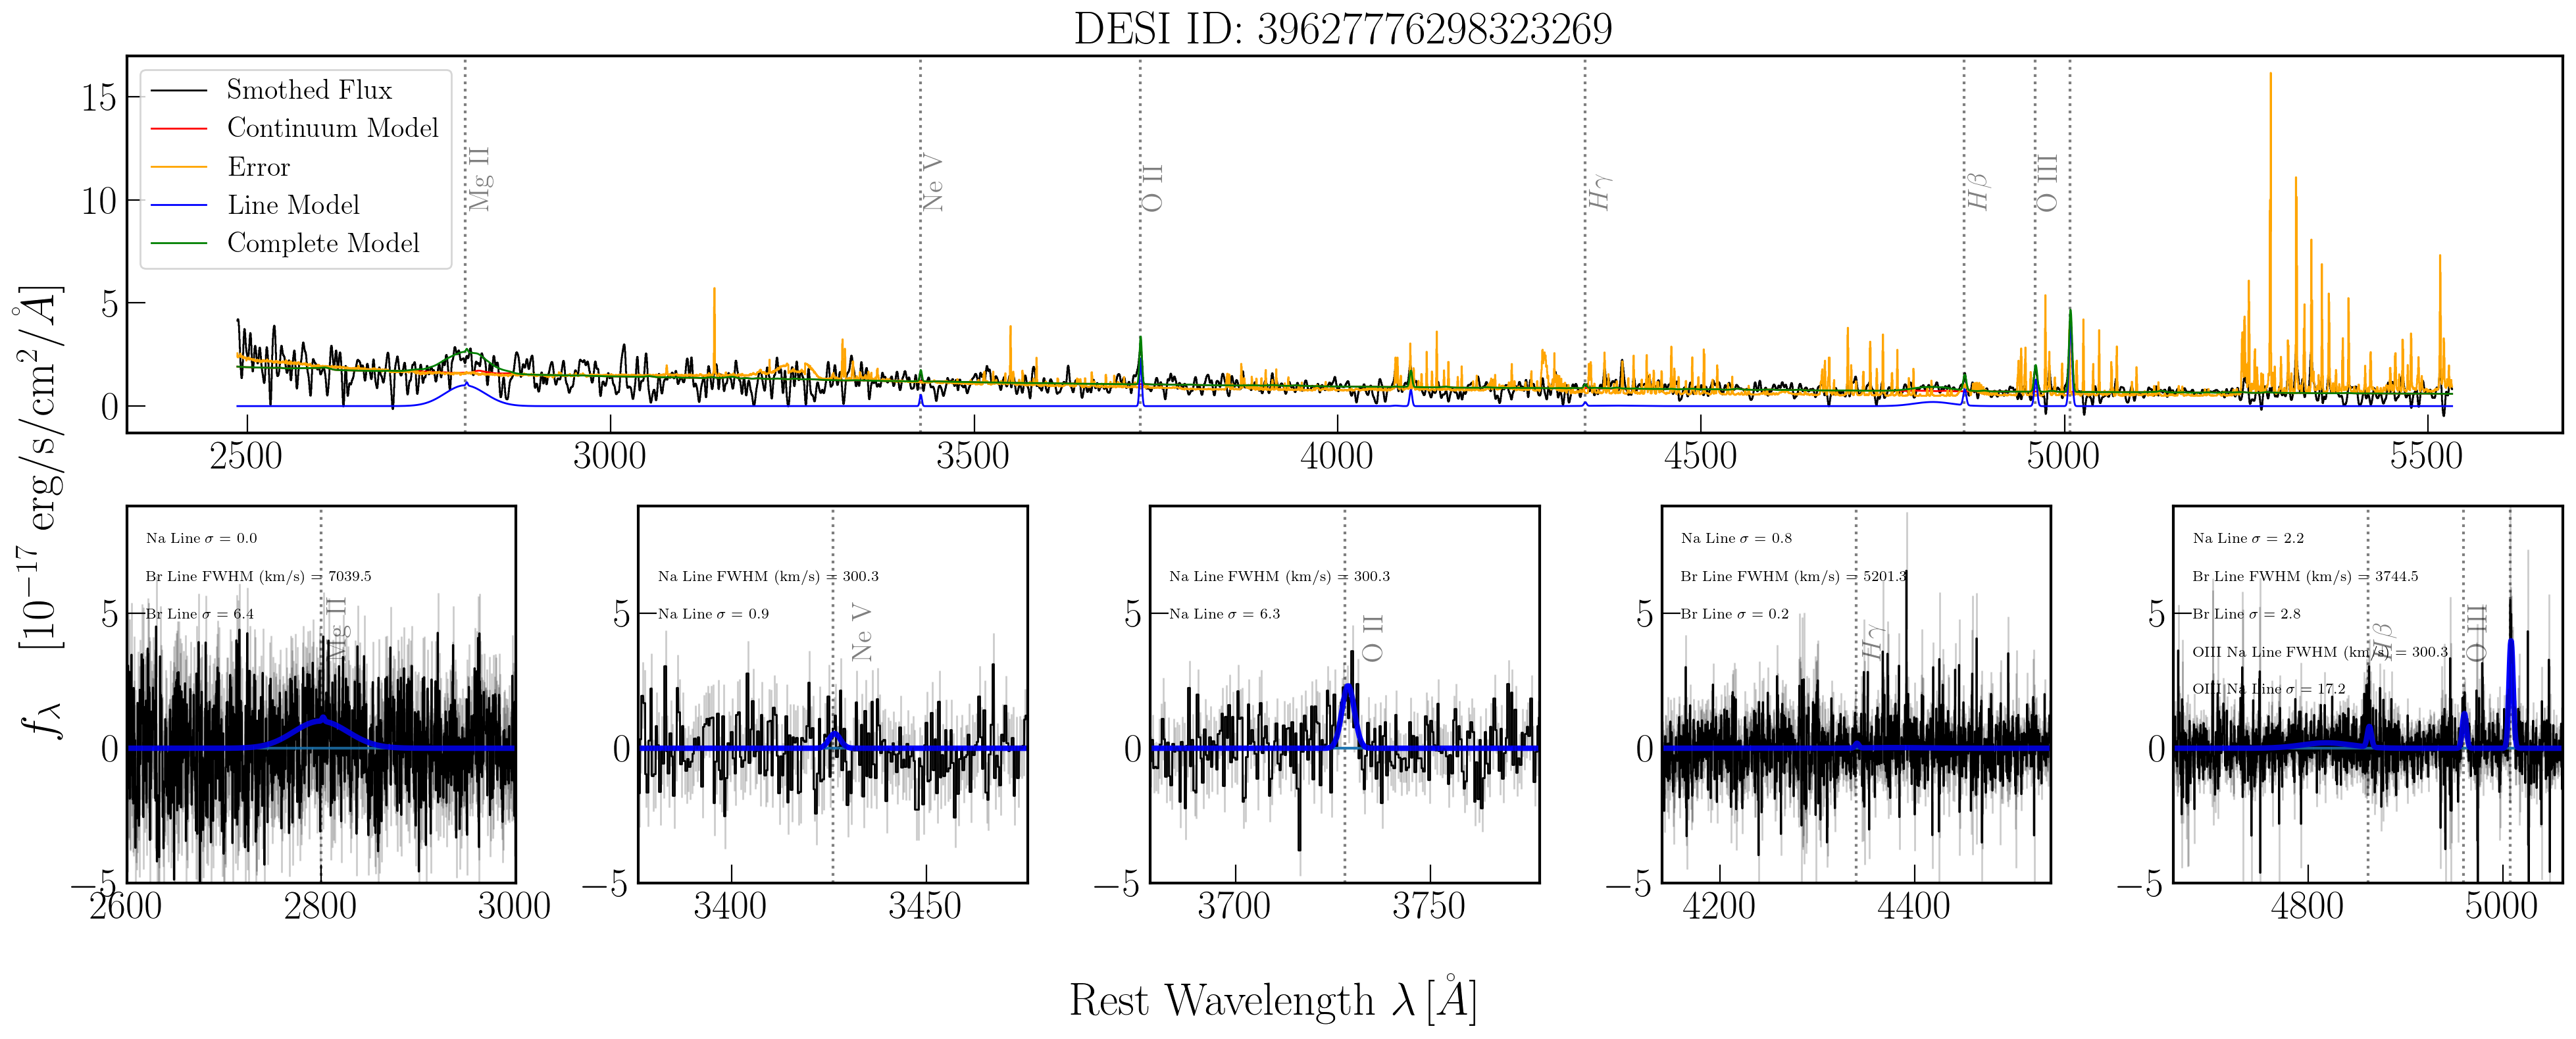 DESI ID: 39627776298323269
Smothed Flux
Continuum Model
Error
Line Model
Complete Model
Mg II
Ne V
O II
Hγ
Hβ
O III
15
10
5
0
2500 3000 3500 4000 4500 5000 5500
f_λ [10^{-17} erg/s/cm^2/Å]
Na Line σ = 0.0
Br Line FWHM (km/s) = 7039.5
Br Line σ = 6.4
Mg II
5
0
−5
2600 2800 3000
Na Line FWHM (km/s) = 300.3
Na Line σ = 0.9
Ne V
5
0
−5
3400 3450
Na Line FWHM (km/s) = 300.3
Na Line σ = 6.3
O II
5
0
−5
3700 3750
Na Line σ = 0.8
Br Line FWHM (km/s) = 5201.3
Br Line σ = 0.2
Hγ
5
0
−5
4200 4400
Na Line σ = 2.2
Br Line FWHM (km/s) = 3744.5
Br Line σ = 2.8
OIII Na Line FWHM (km/s) = 300.3
OIII Na Line σ = 17.2
Hβ
O III
5
0
−5
4800 5000
Rest Wavelength λ [Å]